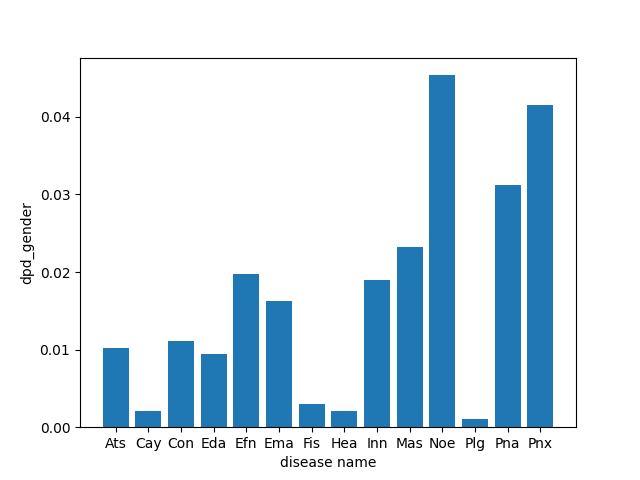 0.04
0.03
0.02
0.01
0.00
dpd_gender
Ats Cay Con Eda Efn Ema Fis Hea Inn Mas Noe Plg Pna Pnx
disease name